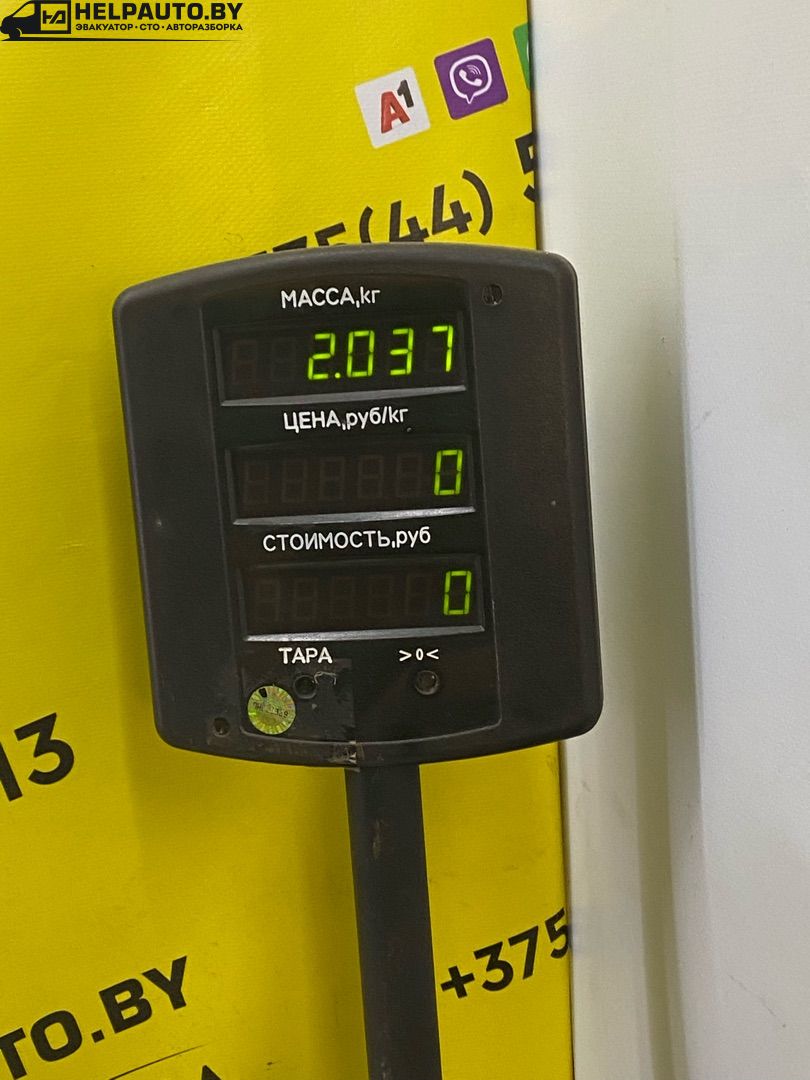 HELPAUTO.BY
ЭВАКУАТОР • СТО • АВТОРАЗБОРКА
A1
(44)
МАССА,кг
2.037
ЦЕНА,руб/кг
0
СТОИМОСТЬ,руб
0
ТАРА >0<
13
+375
TO.BY